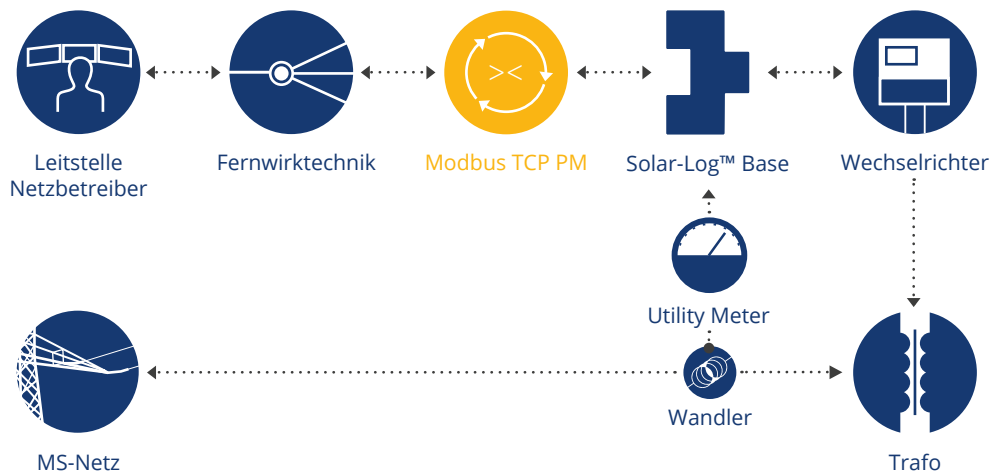 Leitstelle
Netzbetreiber
Fernwirktechnik
Modbus TCP PM
Solar-Log™ Base
Wechselrichter
Utility Meter
Wandler
MS-Netz
Trafo